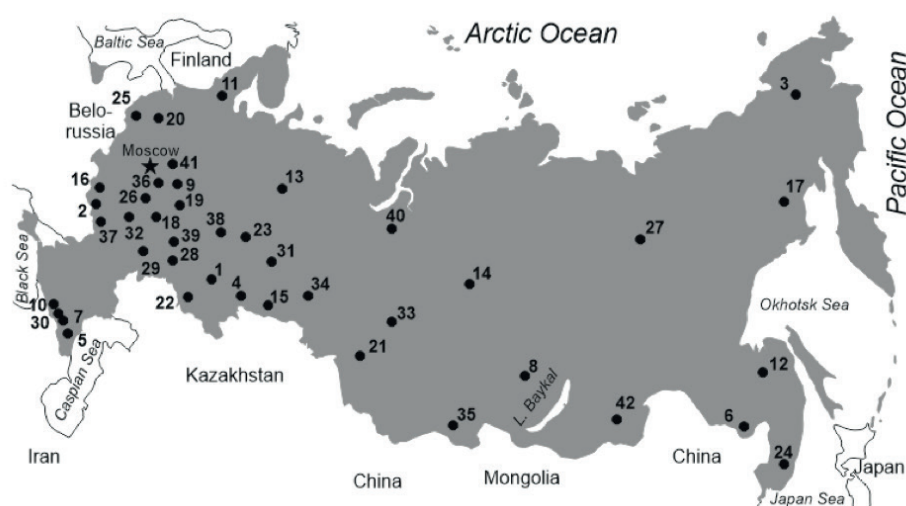 Baltic Sea
Arctic Ocean
Finland
Pacific Ocean
11
3
25
Belo-
russia
20
Moscow
41
16
36
9
13
26
19
17
2
40
37
32
18
38
23
27
39
29
28
31
Black Sea
1
14
22
4
15
34
Okhotsk Sea
10
30
7
33
5
21
Caspian Sea
Kazakhstan
8
12
L. Baykal
35
42
6
Iran
China
Mongolia
China
24
Japan
Japan Sea